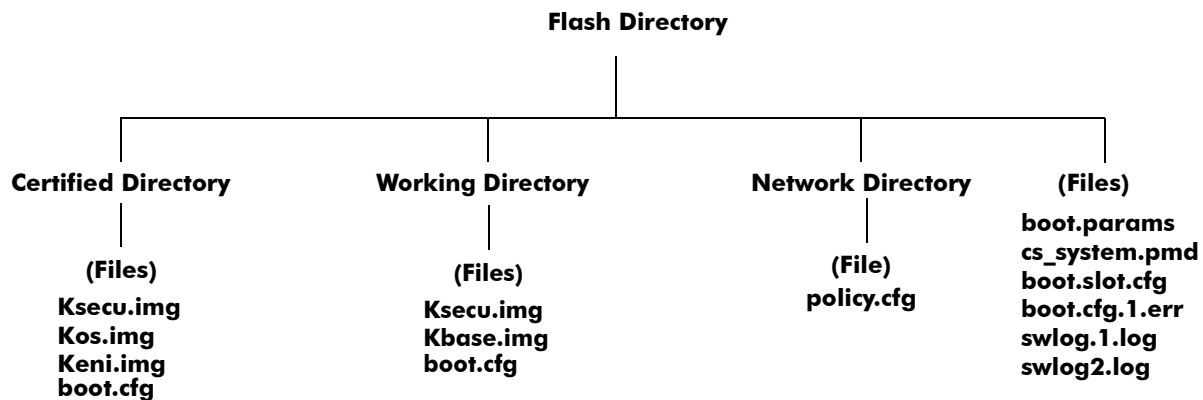 Flash Directory
Certified Directory
Working Directory
Network Directory
(Files)
(Files)
Ksecu.img
Kos.img
Keni.img
boot.cfg
(Files)
Ksecu.img
Kbase.img
boot.cfg
(File)
policy.cfg
boot.params
cs_system.pmd
boot.slot.cfg
boot.cfg.1.err
swlog.1.log
swlog2.log